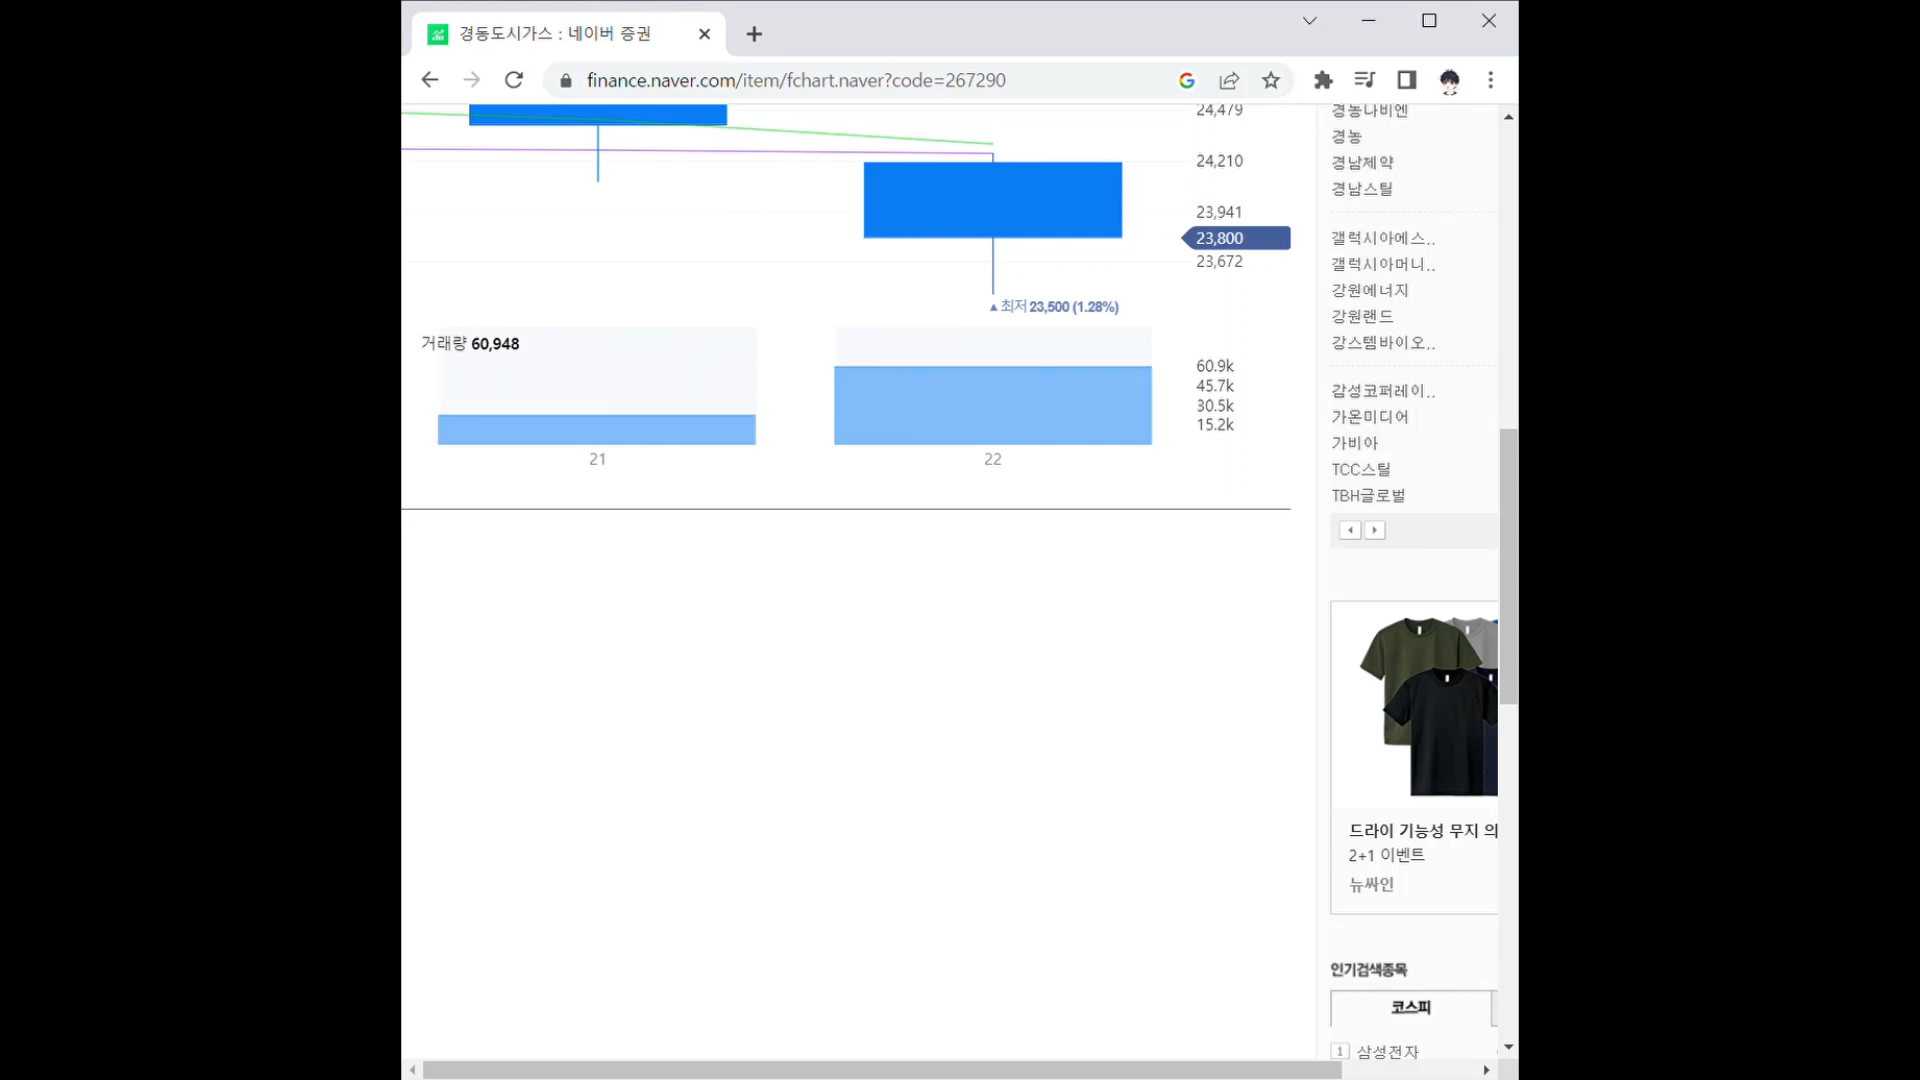 경동도시가스 : 네이버 증권
finance.naver.com/item/fchart.naver?code=267290
24,479
24,210
23,941
23,800
23,672
▲최저 23,500 (1.28%)
거래량 60,948
60.9k
45.7k
30.5k
15.2k
21
22
경동나비엔
경농
경남제약
경남스틸
갤럭시아에스..
갤럭시아머니..
강원에너지
강원랜드
강스템바이오..
감성코퍼레이..
가온미디어
가비아
TCC스틸
TBH글로벌
드라이 기능성 무지 의
2+1 이벤트
뉴싸인
인기검색종목
코스피
1 삼성전자